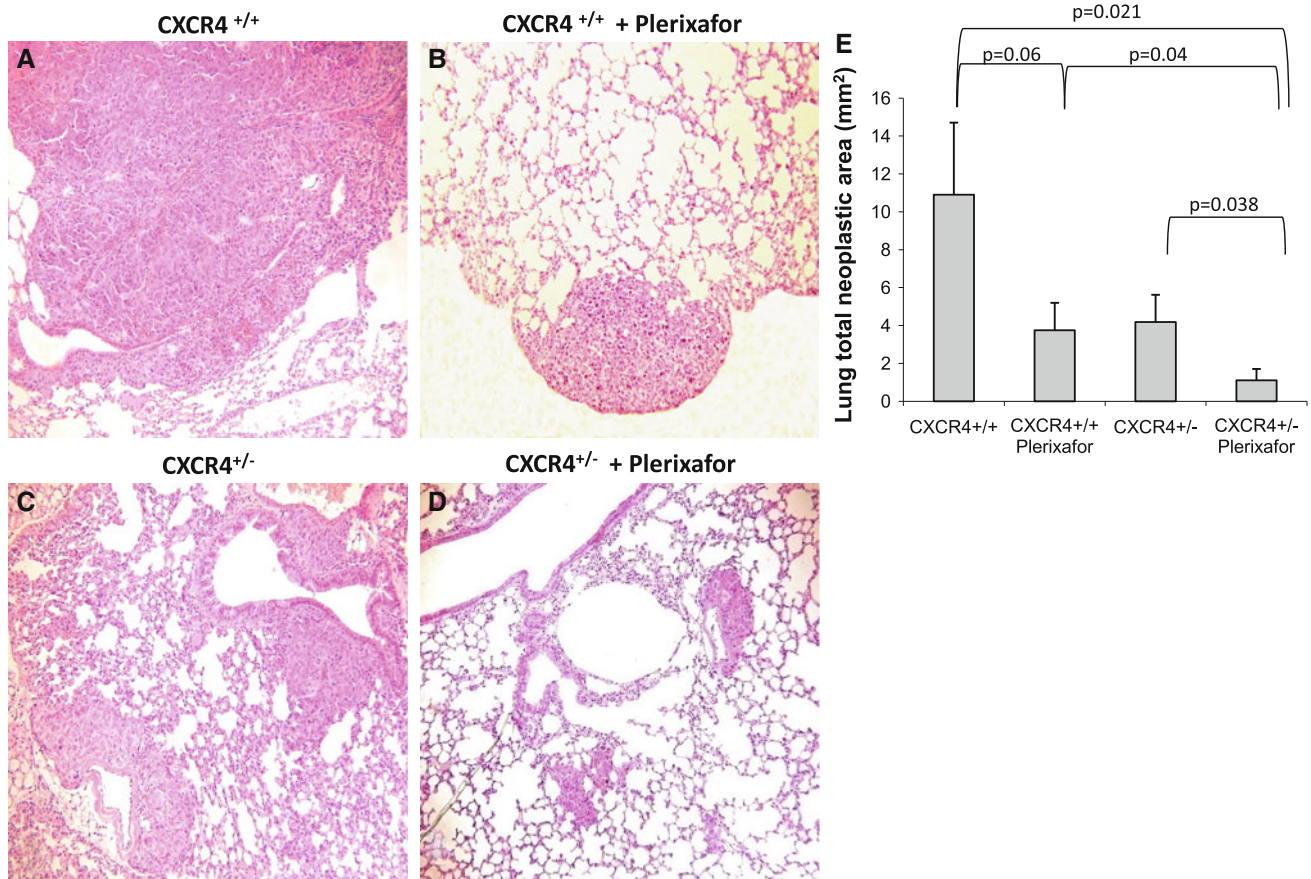 CXCR4 +/+
CXCR4 +/+ + Plerixafor
A
B
CXCR4+/-
CXCR4+/- + Plerixafor
C
D
E
p=0.021
p=0.06
p=0.04
p=0.038
Lung total neoplastic area (mm²)
16
14
12
10
8
6
4
2
0
CXCR4+/+
CXCR4+/+
Plerixafor
CXCR4+/-
CXCR4+/-
Plerixafor